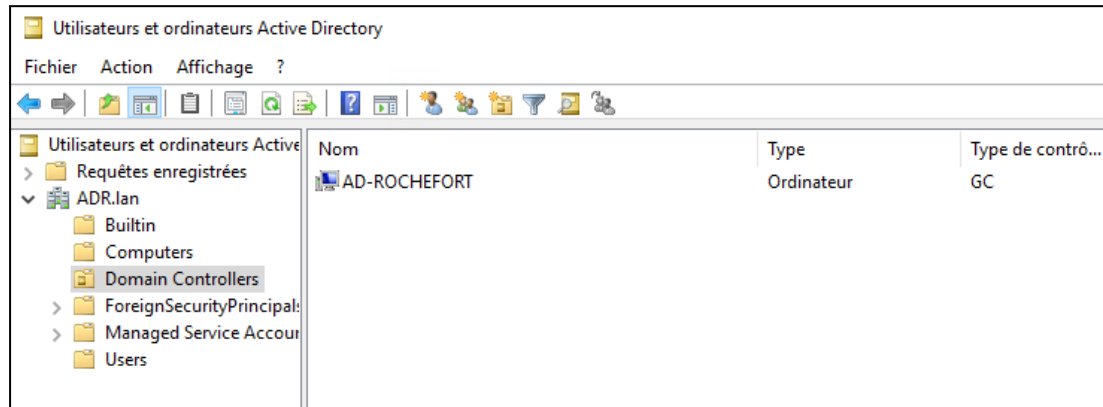 Utilisateurs et ordinateurs Active Directory
Fichier Action Affichage ?
Utilisateurs et ordinateurs Active
Requêtes enregistrées
ADR.lan
Builtin
Computers
Domain Controllers
ForeignSecurityPrincipals
Managed Service Accour
Users
Nom Type Type de contrô...
AD-ROCHEFORT Ordinateur GC